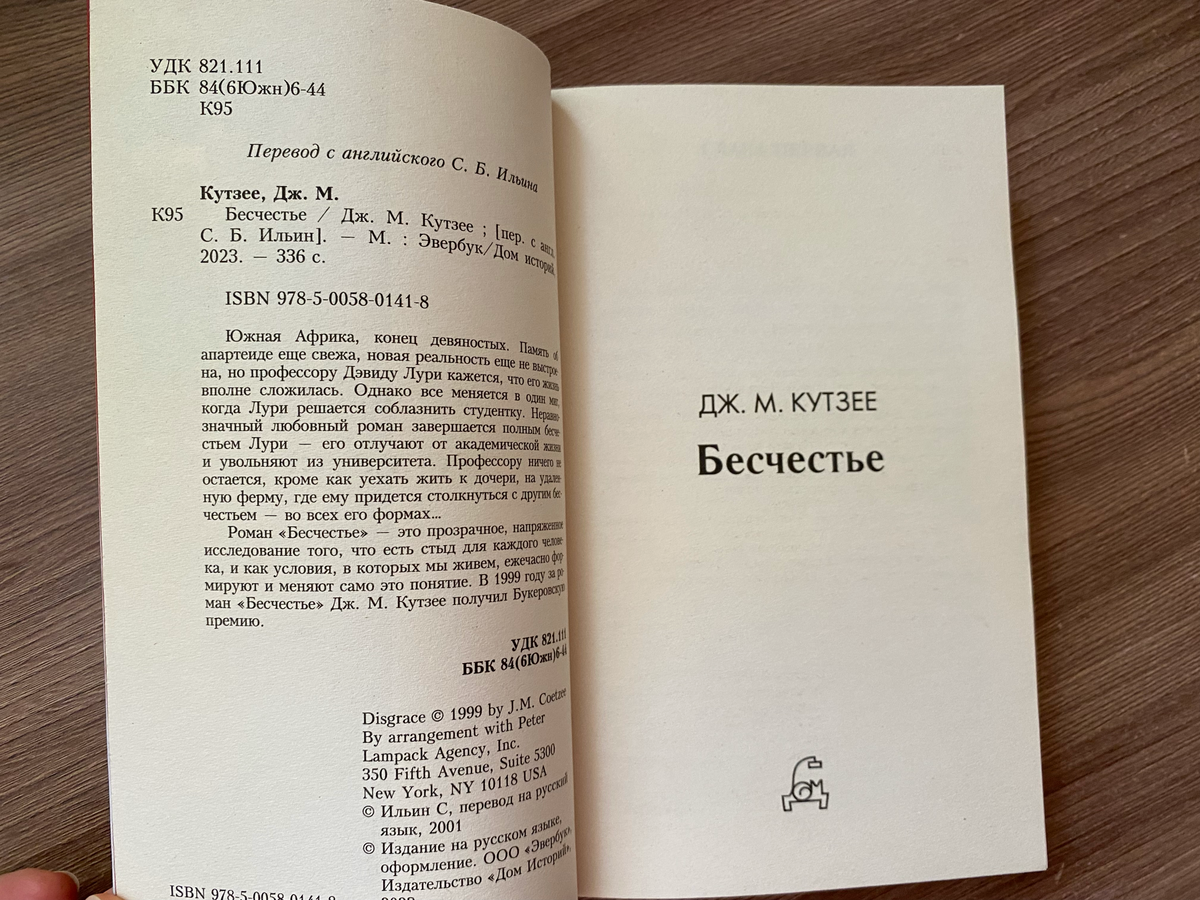 УДК 821.111
ББК 84(6Южн)6-44
К95
Перевод с английского С. Б. Ильина
Кутзее, Дж. М.
К95 Бесчестье / Дж. М. Кутзее ; [пер. с англ.
С. Б. Ильин]. — М. : Эвербук/Дом историй,
2023. — 336 с.
ISBN 978-5-0058-0141-8
Южная Африка, конец девяностых. Память об
апартеиде еще свежа, новая реальность еще не выстрое-
на, но профессору Дэвиду Лури кажется, что его жизнь
вполне сложилась. Однако все меняется в один миг,
когда Лури решается соблазнить студентку. Неравно-
значный любовный роман завершается полным бесче-
стьем Лури — его отлучают от академической жизни
и увольняют из университета. Профессору ничего не
остается, кроме как уехать жить к дочери, на удален-
ную ферму, где ему придется столкнуться с другим бес-
честьем — во всех его формах...
Роман «Бесчестье» — это прозрачное, напряженное
исследование того, что есть стыд для каждого челове-
ка, и как условия, в которых мы живем, ежечасно фор-
мируют и меняют само это понятие. В 1999 году за ро-
ман «Бесчестье» Дж. М. Кутзее получил Букеровскую
премию.
УДК 821.111
ББК 84(6Южн)6-44
Disgrace © 1999 by J.M. Coetzee
By arrangement with Peter
Lampack Agency, Inc.
350 Fifth Avenue, Suite 5300
New York, NY 10118 USA
© Ильин С, перевод на русский
язык, 2001
© Издание на русском языке,
оформление. ООО «Эвербук»,
Издательство «Дом Историй»,
ISBN 978-5-0058-0141-8
ДЖ. М. КУТЗЕЕ
Бесчестье